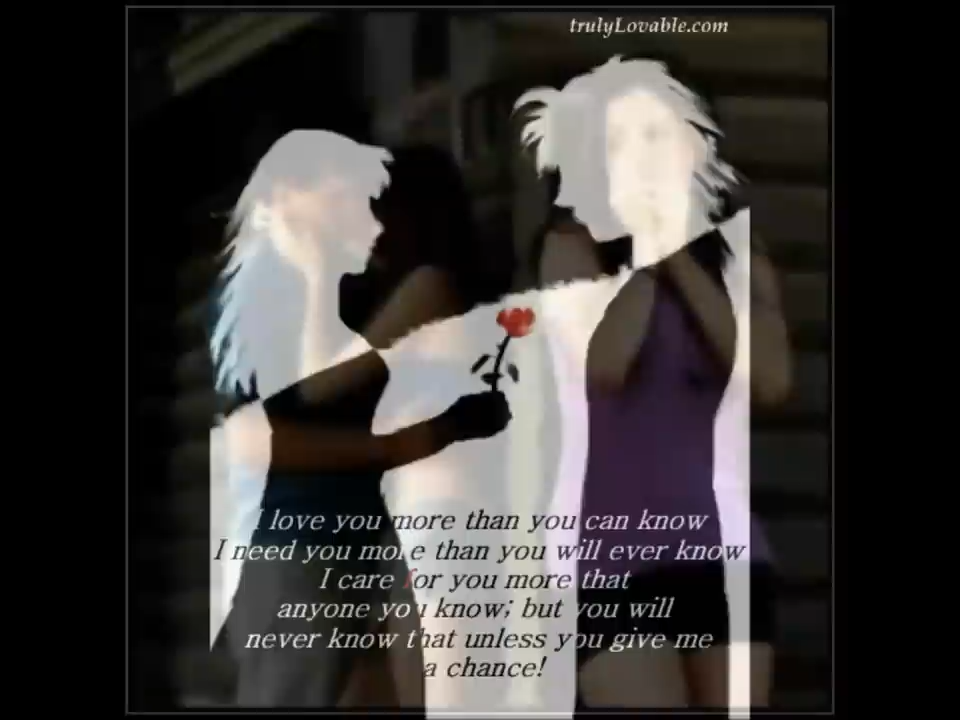 trulyLovable.com
I love you more than you can know
I need you more than you will ever know
I care for you more that
anyone you know; but you will
never know that unless you give me
a chance!